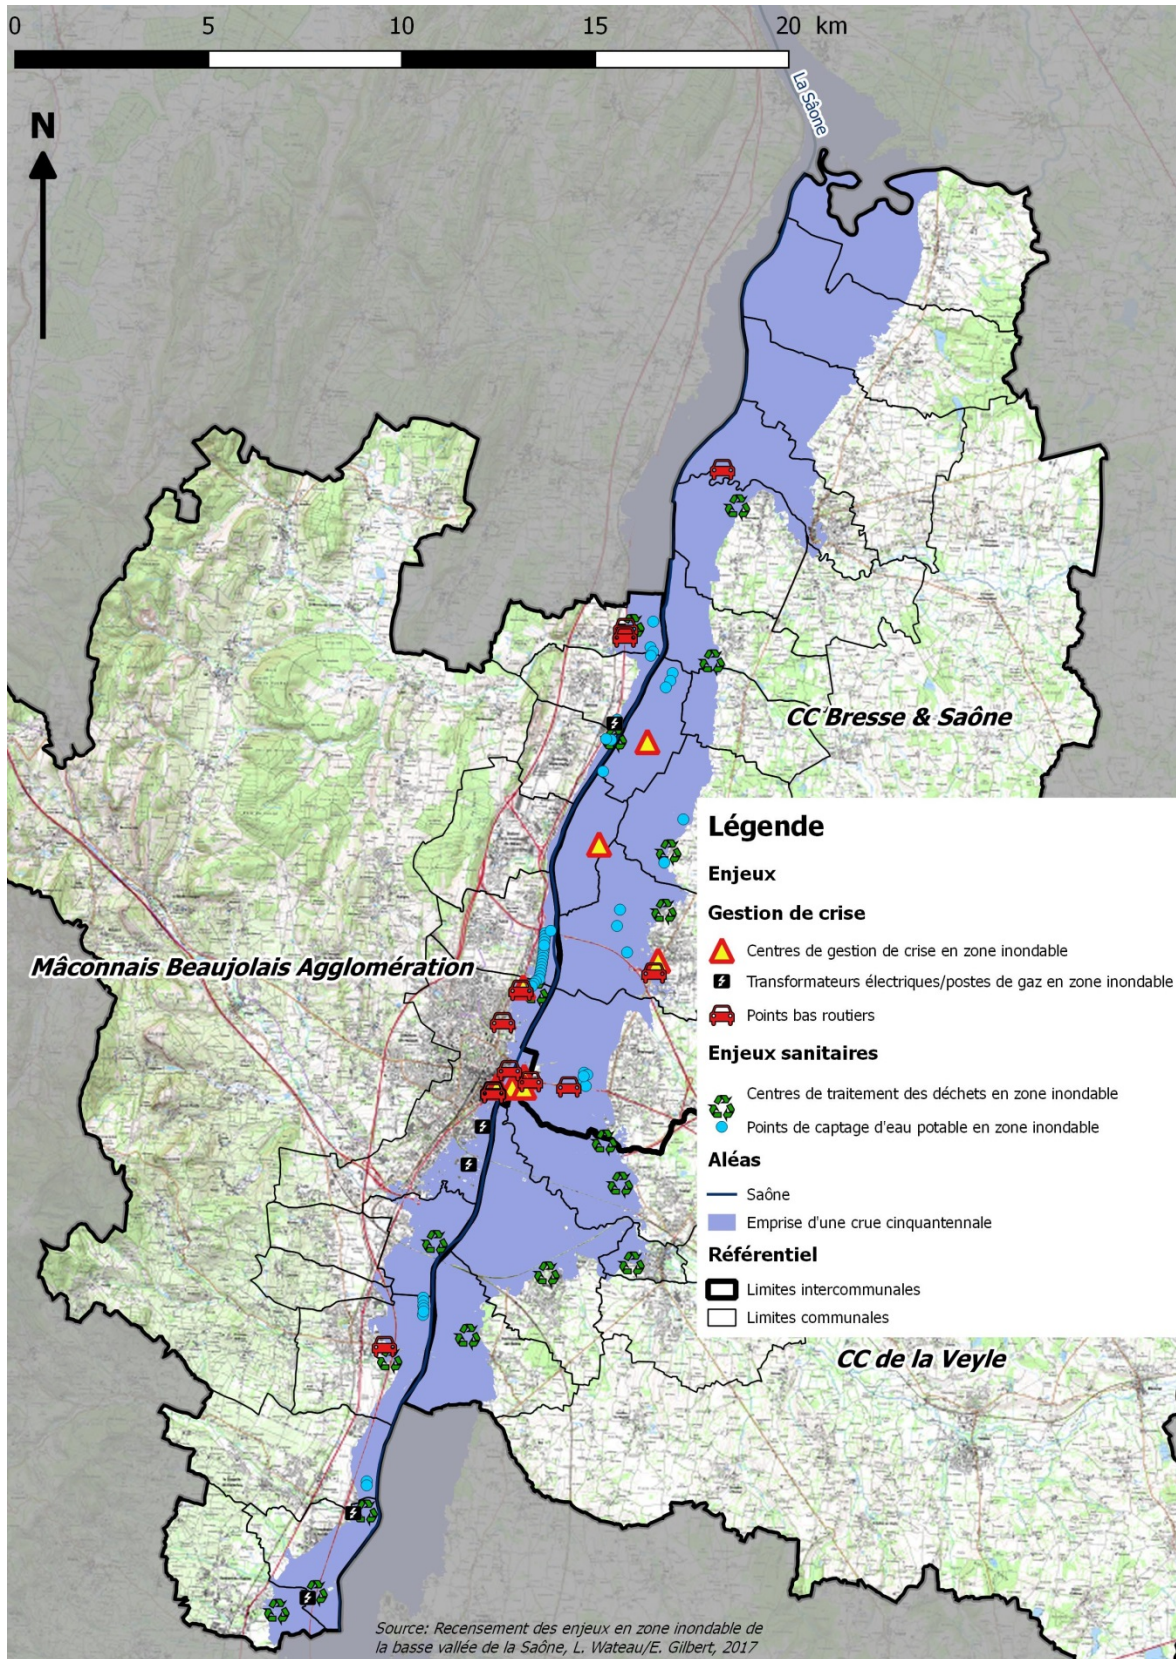 0 5 10 15 20 km
La Sâone
N
CC Bresse & Saône
Légende
Enjeux
Gestion de crise
Centres de gestion de crise en zone inondable
Mâconnais Beaujolais Agglomération
Transformateurs électriques/postes de gaz en zone inondable
Points bas routiers
Enjeux sanitaires
Centres de traitement des déchets en zone inondable
Points de captage d'eau potable en zone inondable
Aléas
Saône
Emprise d'une crue cinquantennale
Référentiel
Limites intercommunales
Limites communales
CC de la Veyle
Source: Recensement des enjeux en zone inondable de
la basse vallée de la Saône, L. Wateau/E. Gilbert, 2017